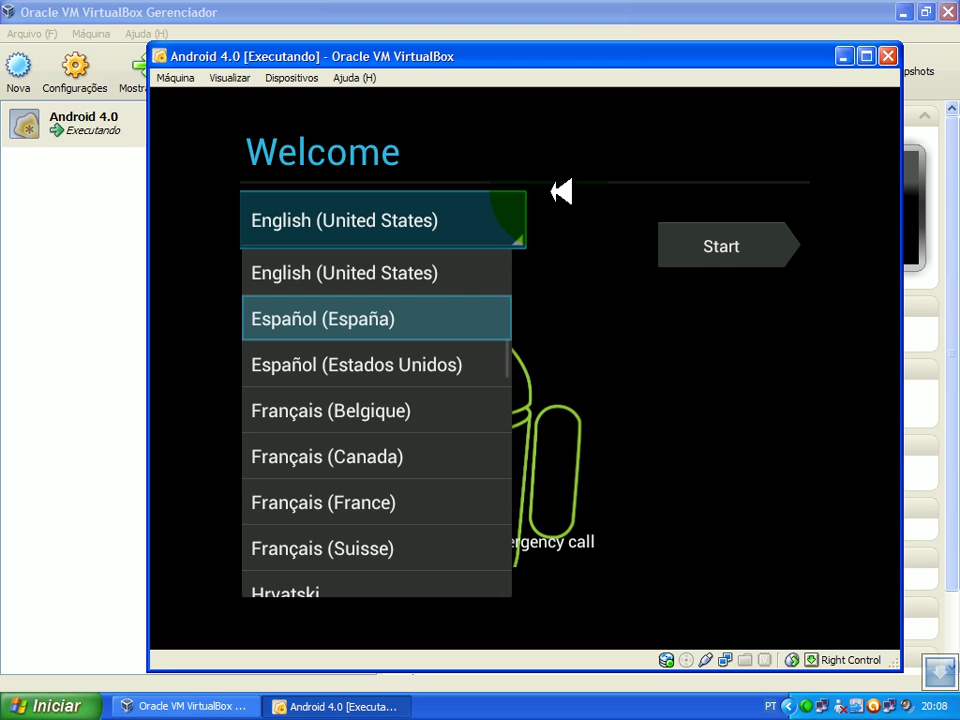 Oracle VM VirtualBox Gerenciador
Arquivo (F) Máquina Ajuda (H)
Nova Configurações Mostra
pshots
Android 4.0
Executando
Android 4.0 [Executando] - Oracle VM VirtualBox
Máquina Visualizar Dispositivos Ajuda (H)
Welcome
English (United States)
Start
English (United States)
Español (España)
Español (Estados Unidos)
Français (Belgique)
Français (Canada)
Français (France)
Français (Suisse)
ergency call
Hrvatski
Right Control
Iniciar
Oracle VM VirtualBox ...
Android 4.0 [Executa...
PT
20:08